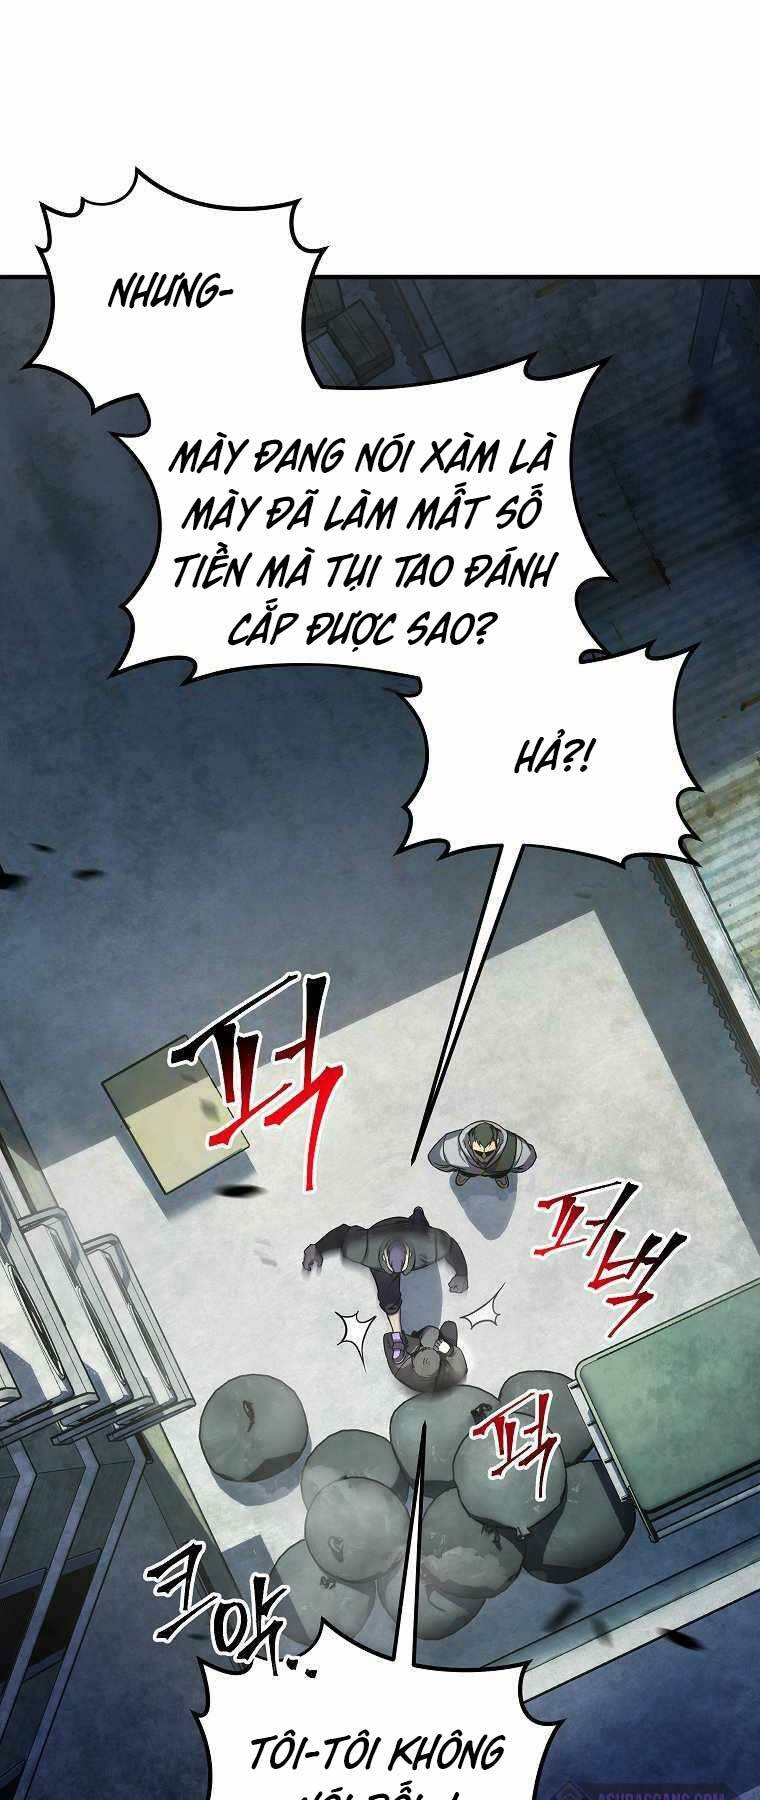 NHƯNG-
MÀY ĐANG NÓI XÀM LÀ
MÀY ĐÃ LÀM MẤT SỐ
TIỀN MÀ TỤI TAO ĐÁNH
CẮP ĐƯỢC SAO?
HẢ?!
퍽
퍼벅
퍽
크악..
TÔI-TÔI KHÔNG